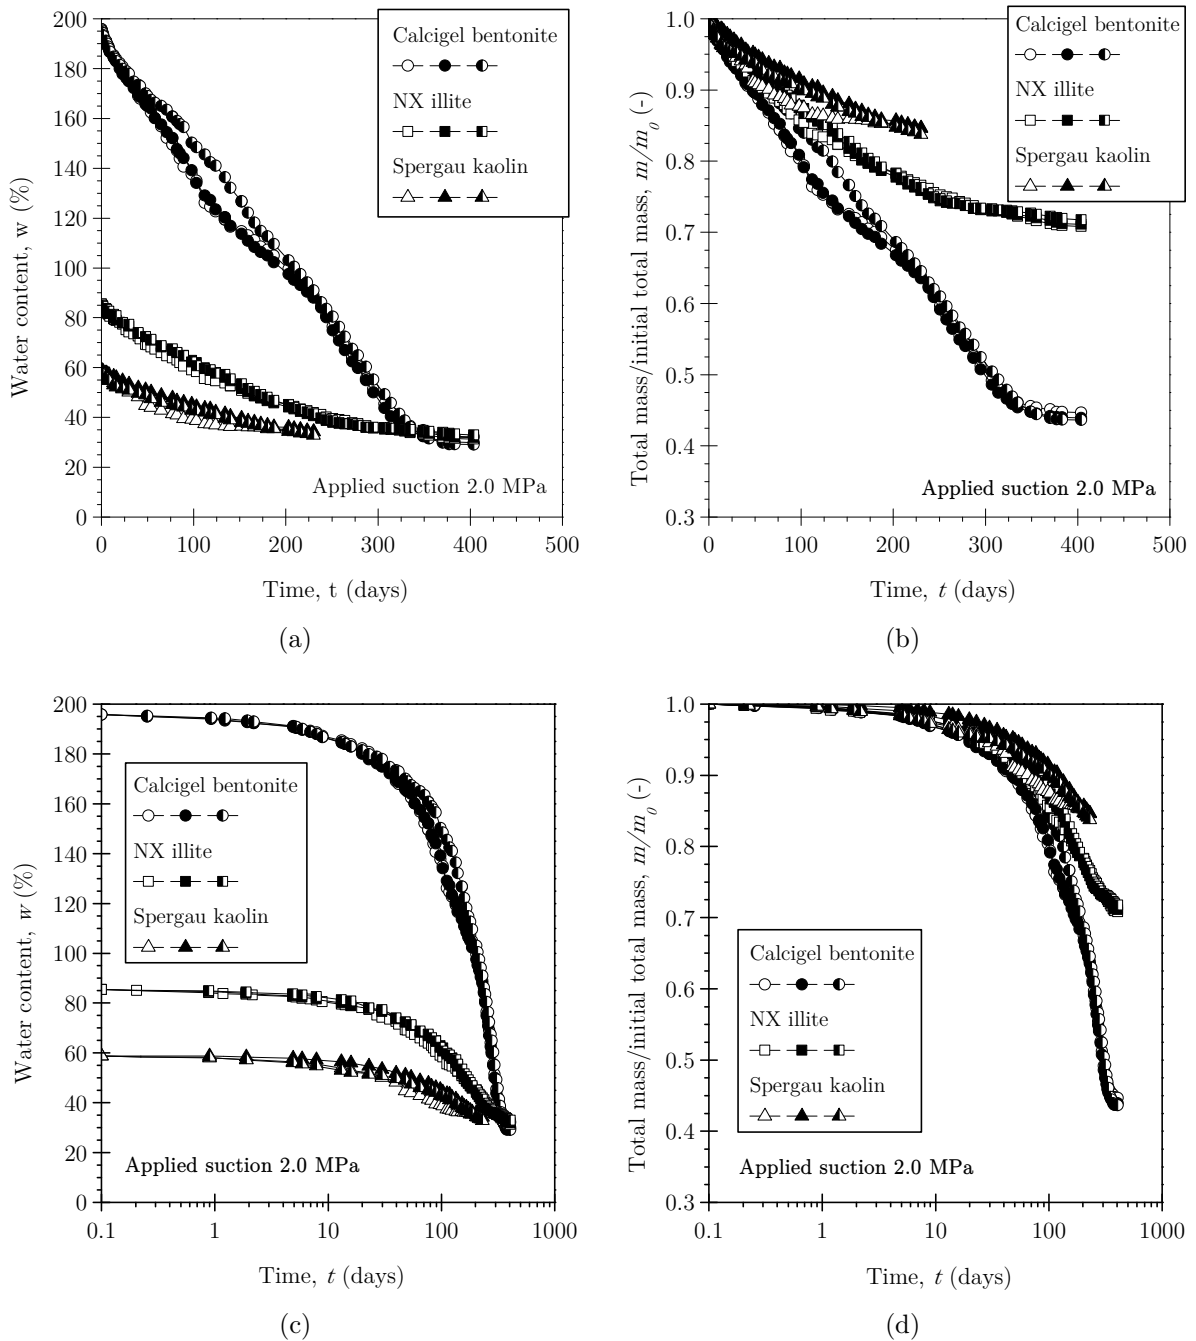 200
180
160
140
120
100
80
60
40
20
0
Water content, w (%)
Calcigel bentonite
NX illite
Spergau kaolin
Applied suction 2.0 MPa
0 100 200 300 400 500
Time, t (days)
(a)
1.0
0.9
0.8
0.7
0.6
0.5
0.4
0.3
Total mass/initial total mass, m/m0 (-)
Calcigel bentonite
NX illite
Spergau kaolin
Applied suction 2.0 MPa
0 100 200 300 400 500
Time, t (days)
(b)
200
180
160
140
120
100
80
60
40
20
0
Water content, w (%)
Calcigel bentonite
NX illite
Spergau kaolin
Applied suction 2.0 MPa
0.1 1 10 100 1000
Time, t (days)
(c)
1.0
0.9
0.8
0.7
0.6
0.5
0.4
0.3
Total mass/initial total mass, m/m0 (-)
Calcigel bentonite
NX illite
Spergau kaolin
Applied suction 2.0 MPa
0.1 1 10 100 1000
Time, t (days)
(d)